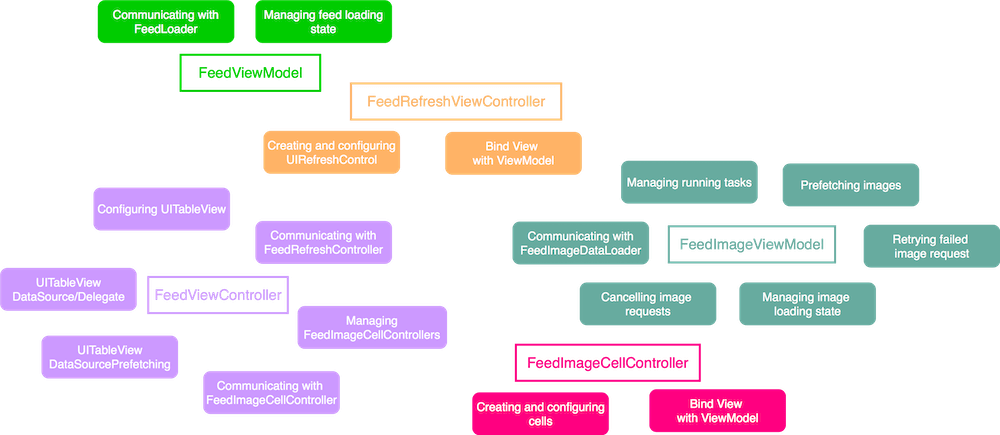 Communicating with
FeedLoader
Managing feed loading
state
FeedViewModel
FeedRefreshViewController
Creating and configuring
UIRefreshControl
Bind View
with ViewModel
Managing running tasks
Prefetching images
Configuring UITableView
Communicating with
FeedRefreshController
Communicating with
FeedImageDataLoader
FeedImageViewModel
Retrying failed
image request
UITableView
DataSource/Delegate
FeedViewController
Cancelling image
requests
Managing image
loading state
Managing
FeedImageCellControllers
UITableView
DataSourcePrefetching
FeedImageCellController
Communicating with
FeedImageCellController
Creating and configuring
cells
Bind View
with ViewModel